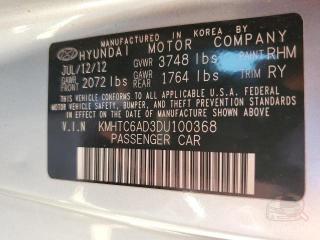 MANUFACTURED IN KOREA BY
HYUNDAI MOTOR COMPANY
JUL/12/12 GVWR 3748 lbs PAINT RHM
GAWR FRONT 2072 lbs GAWR REAR 1764 lbs TRIM RY
THIS VEHICLE CONFORMS TO ALL APPLICABLE U.S.A. FEDERAL
MOTOR VEHICLE SAFETY, BUMPER, AND THEFT PREVENTION
STANDARDS IN EFFECT ON THE DATE OF MANUFACTURE SHOWN ABOVE.
V.I.N KMHTC6AD3DU100368
PASSENGER CAR